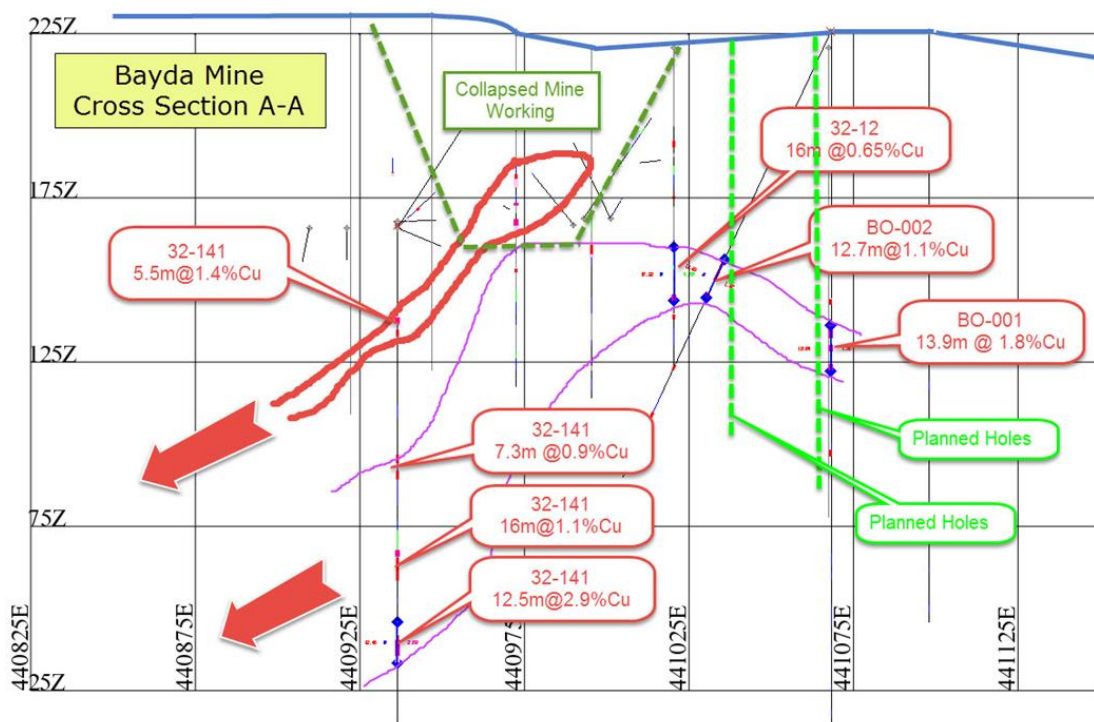 225Z
Bayda Mine
Cross Section A-A
Collapsed Mine
Working
32-12
16m @0.65%Cu
175Z
BO-002
12.7m@1.1%Cu
32-141
5.5m@1.4%Cu
BO-001
13.9m @ 1.8%Cu
125Z
32-141
7.3m @0.9%Cu
Planned Holes
32-141
16m@1.1%Cu
Planned Holes
75Z
32-141
12.5m@2.9%Cu
25Z
440825E
440875E
440925E
440975E
441025E
441075E
441125E